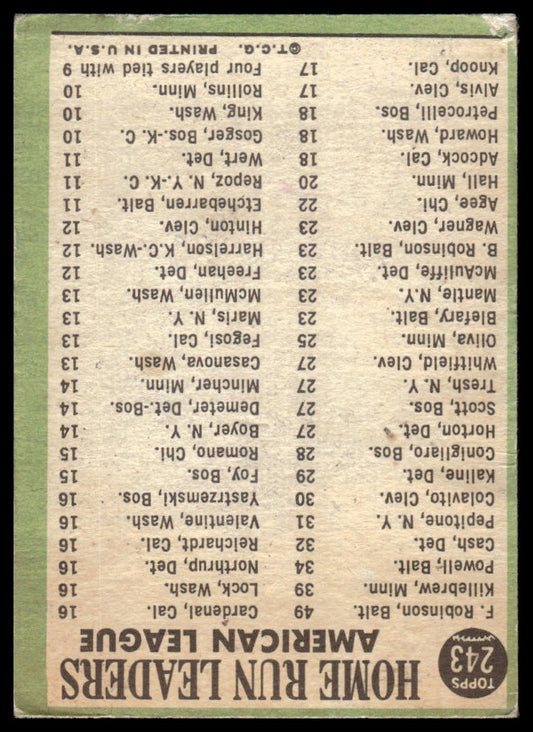 TOPPS
243
HOME RUN LEADERS
AMERICAN LEAGUE
F. Robinson, Balt. 49
Killebrew, Minn. 39
Powell, Balt. 34
Cash, Det. 32
Pepitone, N. Y. 31
Colavito, Clev. 30
Kaline, Det. 29
Conigliaro, Bos. 28
Horton, Det. 27
Scott, Bos. 27
Tresh, N. Y. 27
Whitfield, Clev. 27
Oliva, Minn. 25
Blefary, Balt. 23
Mantle, N.Y. 23
McAuliffe, Det. 23
B. Robinson, Balt. 23
Wagner, Clev. 23
Agee, Chi. 22
Hall, Minn. 20
Adcock, Cal. 18
Howard, Wash. 18
Petrocelli, Bos. 18
Alvis, Clev. 17
Knoop, Cal. 17
Cardenal, Cal. 16
Lock, Wash. 16
Northrup, Det. 16
Reichardt, Cal. 16
Valentine, Wash. 16
Yastrzemski, Bos. 16
Foy, Bos. 15
Romano, Chi. 15
Boyer, N. Y. 14
Demeter, Det.-Bos. 14
Mincher, Minn. 14
Casanova, Wash. 13
Fegosi, Cal. 13
Maris, N. Y. 13
McMullen, Wash. 13
Freehan, Det. 12
Harrelson, K.C.-Wash. 12
Hinton, Clev. 12
Etchebarren, Balt. 11
Repoz, N. Y.-K. C. 11
Wert, Det. 11
Gosger, Bos.-K. C. 10
King, Wash. 10
Rollins, Minn. 10
Four players tied with 9
©T.C.G. PRINTED IN U.S.A.